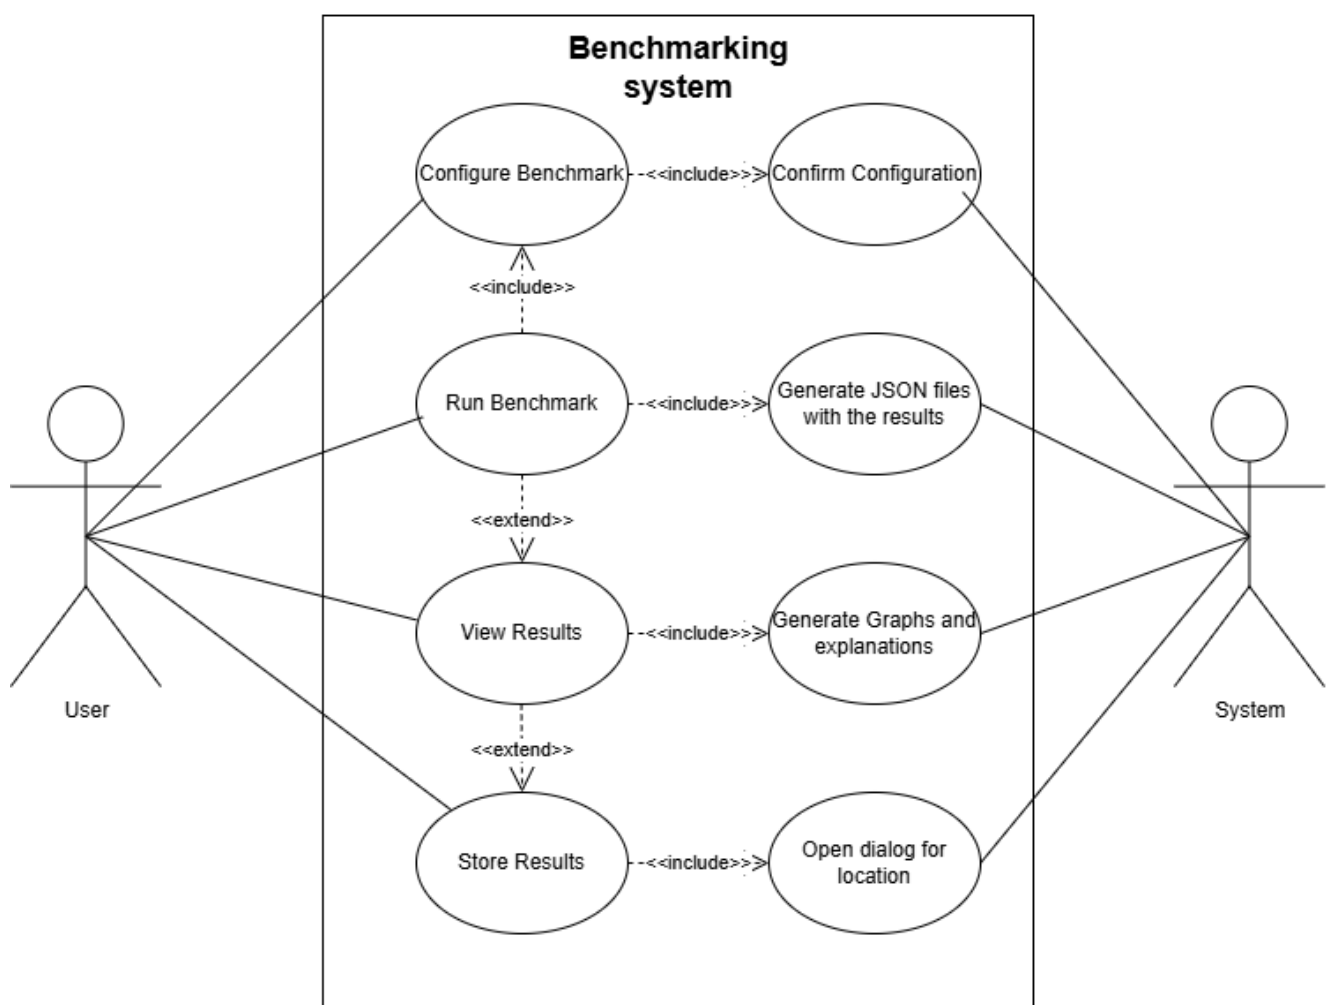 Benchmarking
system
Configure Benchmark
<<include>>
Confirm Configuration
<<include>>
Run Benchmark
<<include>>
Generate JSON files
with the results
<<extend>>
View Results
<<include>>
Generate Graphs and
explanations
User
System
<<extend>>
Store Results
<<include>>
Open dialog for
location